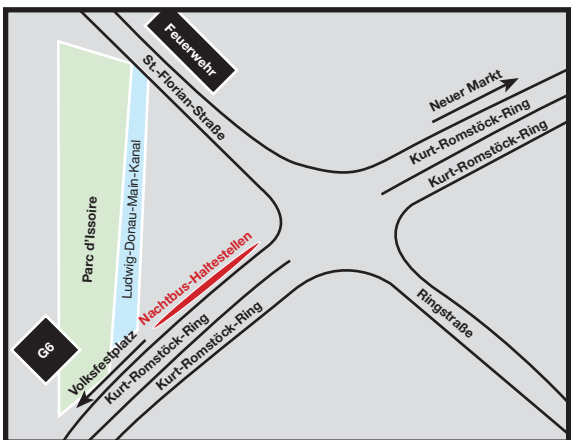 Feuerwehr
St.-Florian-Straße
Neuer Markt
Kurt-Romstöck-Ring
Kurt-Romstöck-Ring
Parc d'Issoire
Ludwig-Donau-Main-Kanal
Nachtbus-Haltestellen
Ringstraße
G6
Volksfestplatz
Kurt-Romstöck-Ring
Kurt-Romstöck-Ring